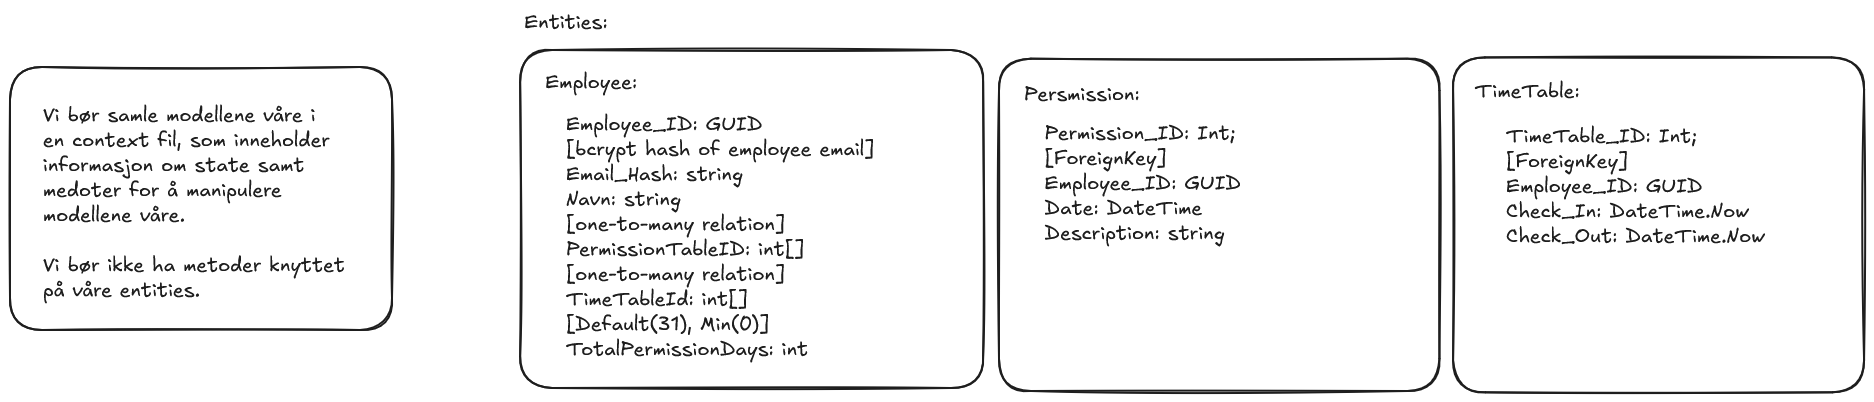 Vi bør samle modellene våre i
en context fil, som inneholder
informasjon om state samt
medoter for å manipulere
modellene våre.
Vi bør ikke ha metoder knyttet
på våre entities.
Entities:
Employee:
Employee_ID: GUID
[bcrypt hash of employee email]
Email_Hash: string
Navn: string
[one-to-many relation]
PermissionTableID: int[]
[one-to-many relation]
TimeTableId: int[]
[Default(31), Min(0)]
TotalPermissionDays: int
Persmission:
Permission_ID: Int;
[ForeignKey]
Employee_ID: GUID
Date: DateTime
Description: string
TimeTable:
TimeTable_ID: Int;
[ForeignKey]
Employee_ID: GUID
Check_In: DateTime.Now
Check_Out: DateTime.Now